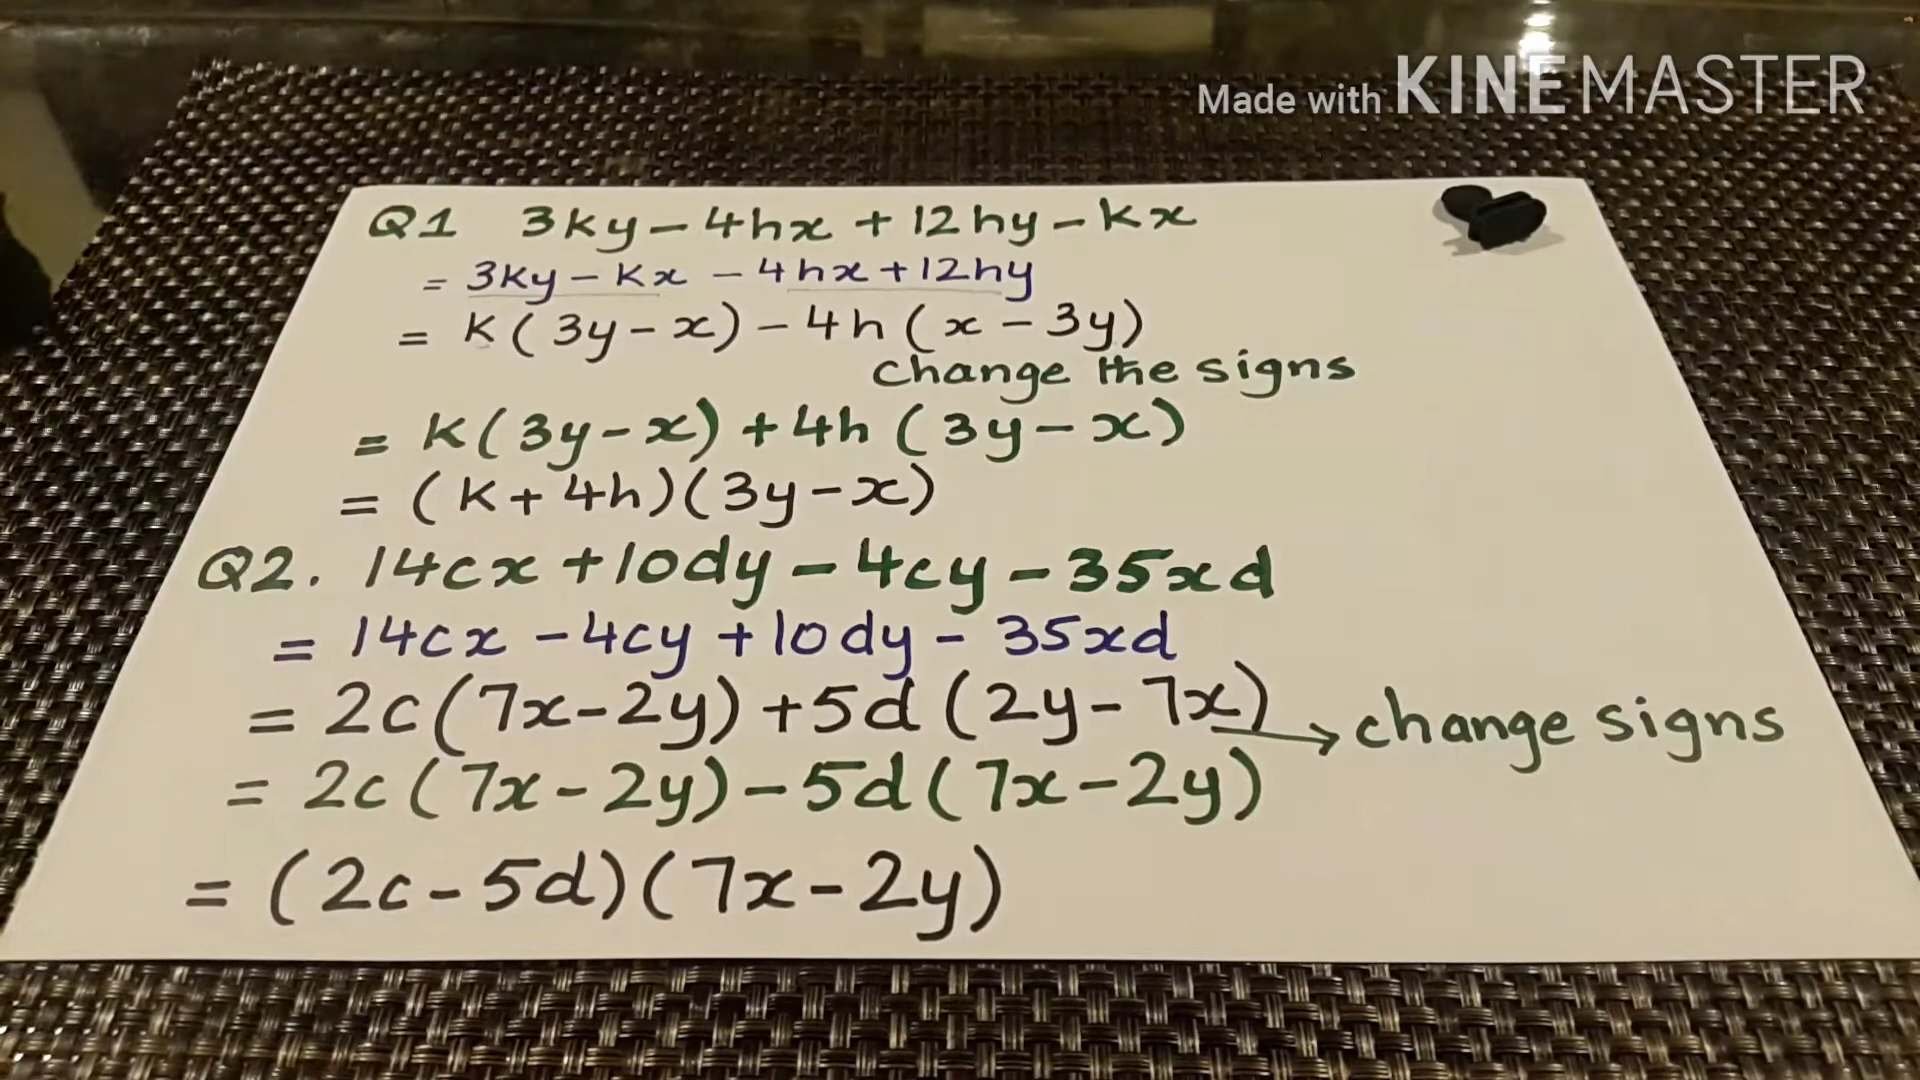 Made with KINEMASTER
Q1 3ky - 4hx + 12hy - kx
= 3ky - kx - 4hx + 12hy
= k(3y - x) - 4h(x - 3y)
change the signs
= k(3y - x) + 4h(3y - x)
= (k + 4h)(3y - x)
Q2. 14cx + 10dy - 4cy - 35xd
= 14cx - 4cy + 10dy - 35xd
= 2c(7x - 2y) + 5d(2y - 7x) → change signs
= 2c(7x - 2y) - 5d(7x - 2y)
= (2c - 5d)(7x - 2y)